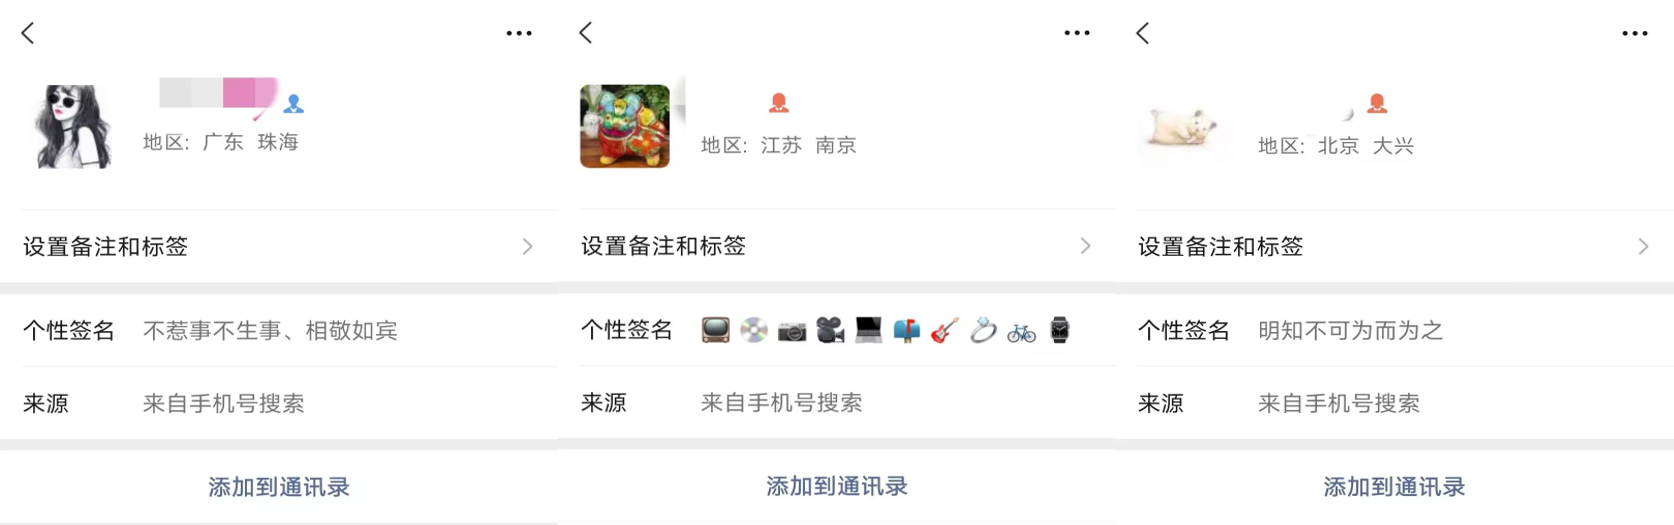 地区: 广东 珠海
设置备注和标签
个性签名 不惹事不生事、相敬如宾
来源 来自手机号搜索
添加到通讯录
地区: 江苏 南京
设置备注和标签
个性签名 📺 💿 📷 🎥 💻 📫 🎸 💍 🚲 ⌚
来源 来自手机号搜索
添加到通讯录
地区: 北京 大兴
设置备注和标签
个性签名 明知不可为而为之
来源 来自手机号搜索
添加到通讯录